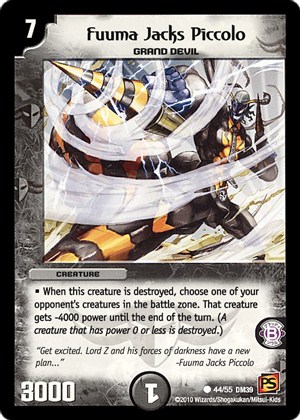 7
Fuuma Jacks Piccolo
GRAND DEVIL
CREATURE
■ When this creature is destroyed, choose one of your
opponent's creatures in the battle zone. That creature
gets -4000 power until the end of the turn. (A
creature that has power 0 or less is destroyed.)
B
"Get excited. Lord Z and his forces of darkness have a new
plan..."
-Fuuma Jacks Piccolo
3000
1
● 44/55 DM39
©2010 Wizards/Shogakukan/Mitsui-Kids
PS